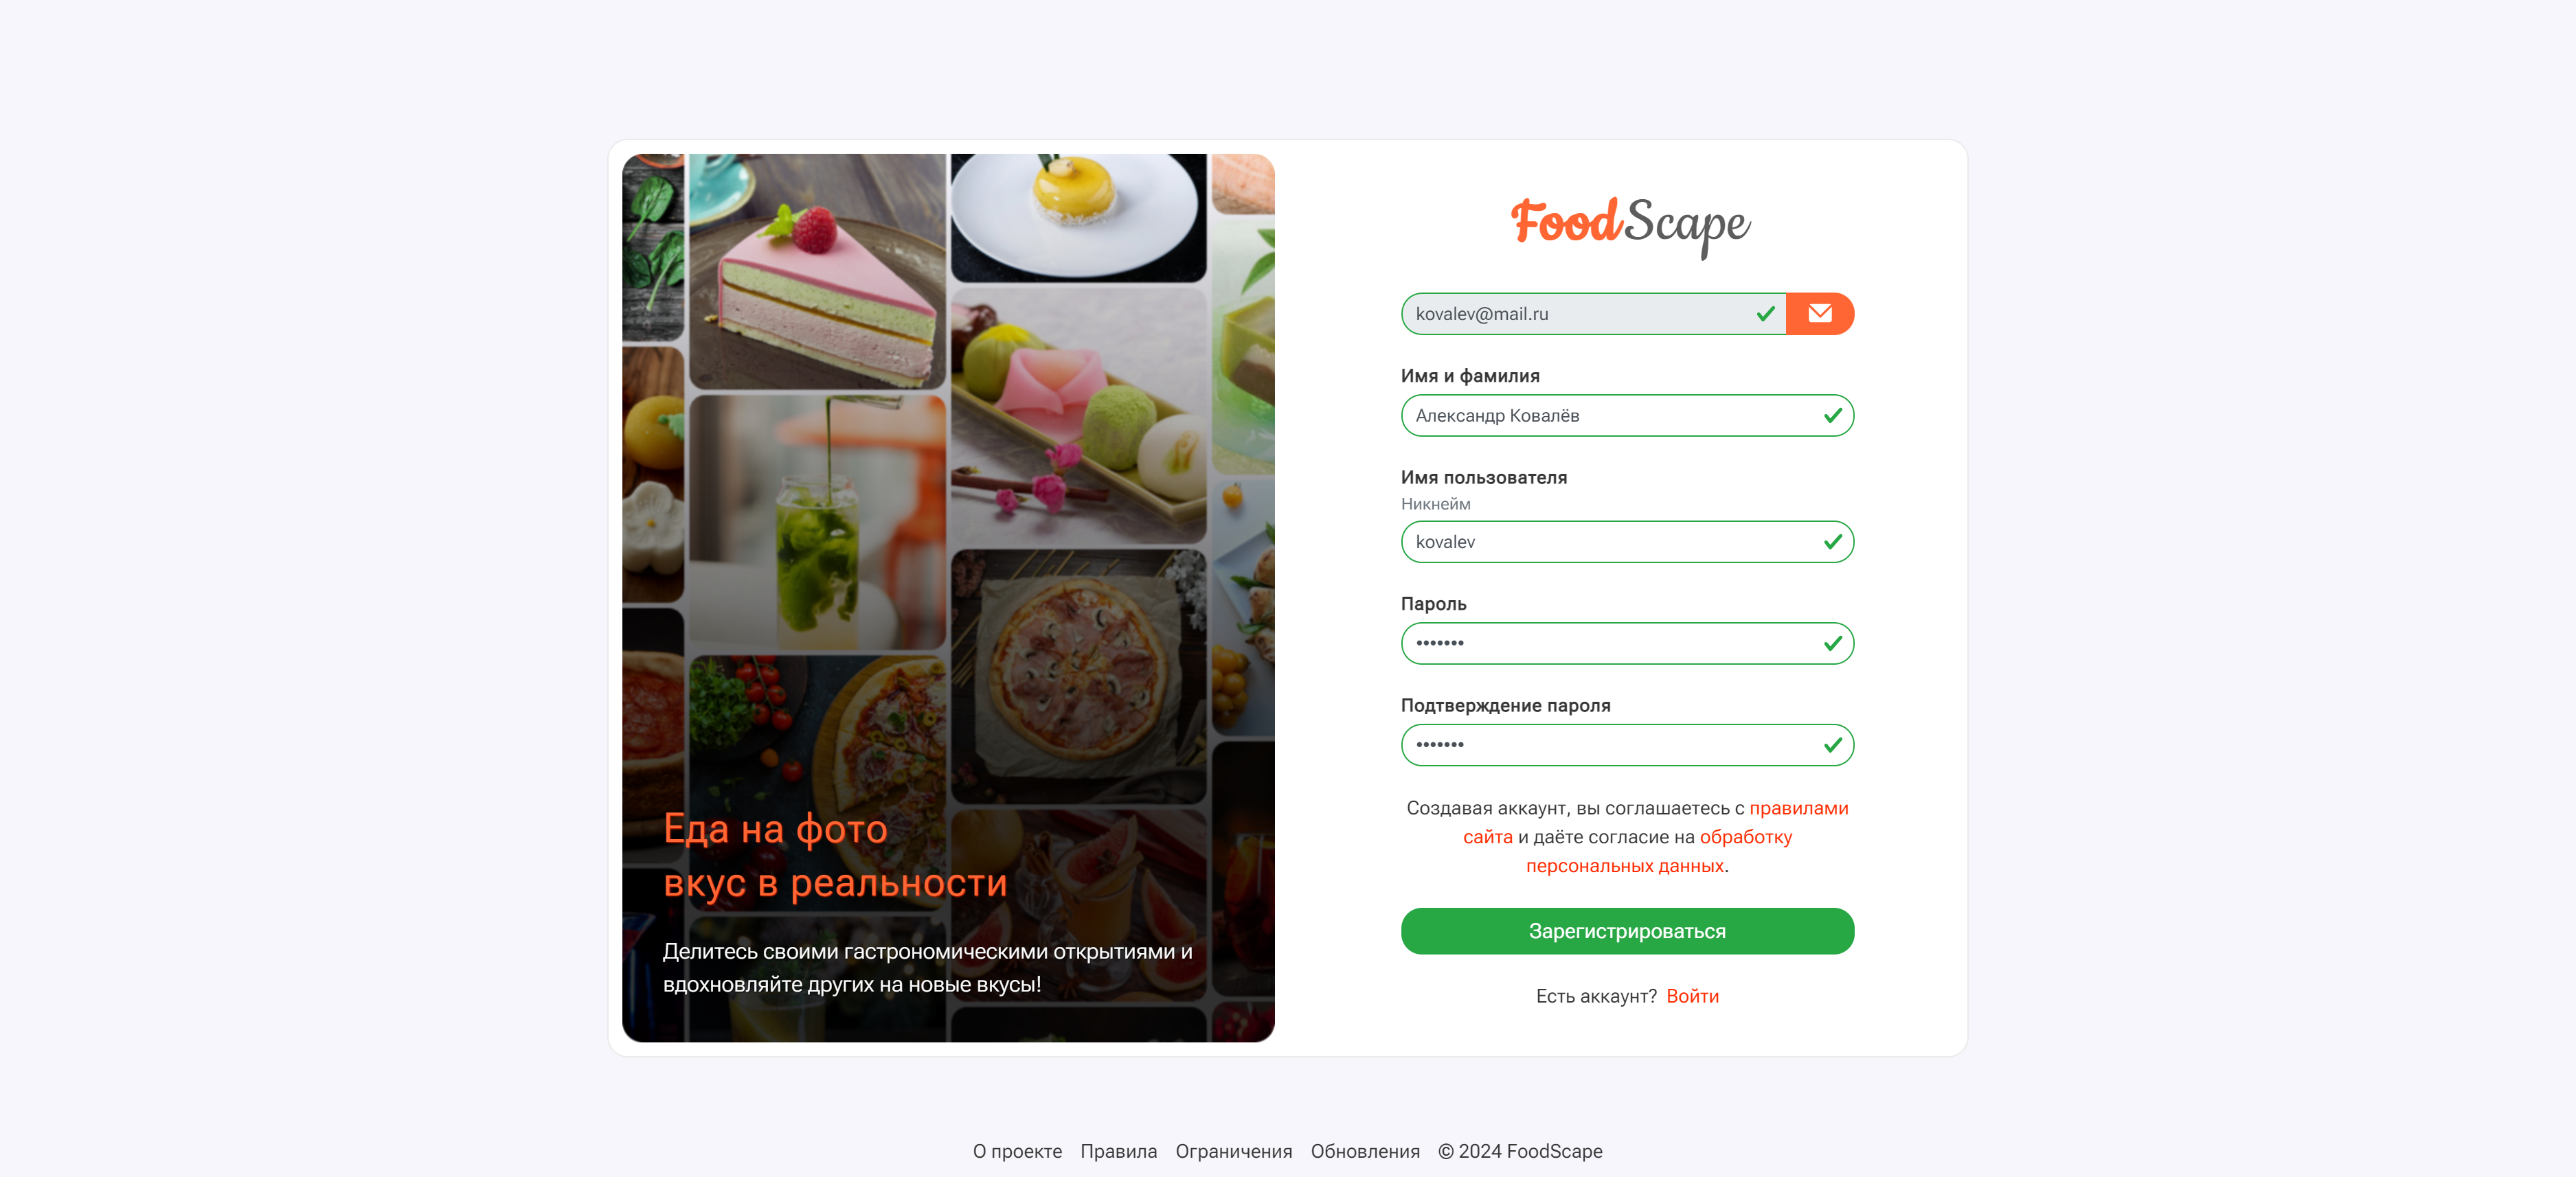 Еда на фото
вкус в реальности
Делитесь своими гастрономическими открытиями и
вдохновляйте других на новые вкусы!
FoodScape
kovalev@mail.ru
Имя и фамилия
Александр Ковалёв
Имя пользователя
Никнейм
kovalev
Пароль
•••••••
Подтверждение пароля
•••••••
Создавая аккаунт, вы соглашаетесь с правилами
сайта и даёте согласие на обработку
персональных данных.
Зарегистрироваться
Есть аккаунт? Войти
О проекте Правила Ограничения Обновления © 2024 FoodScape